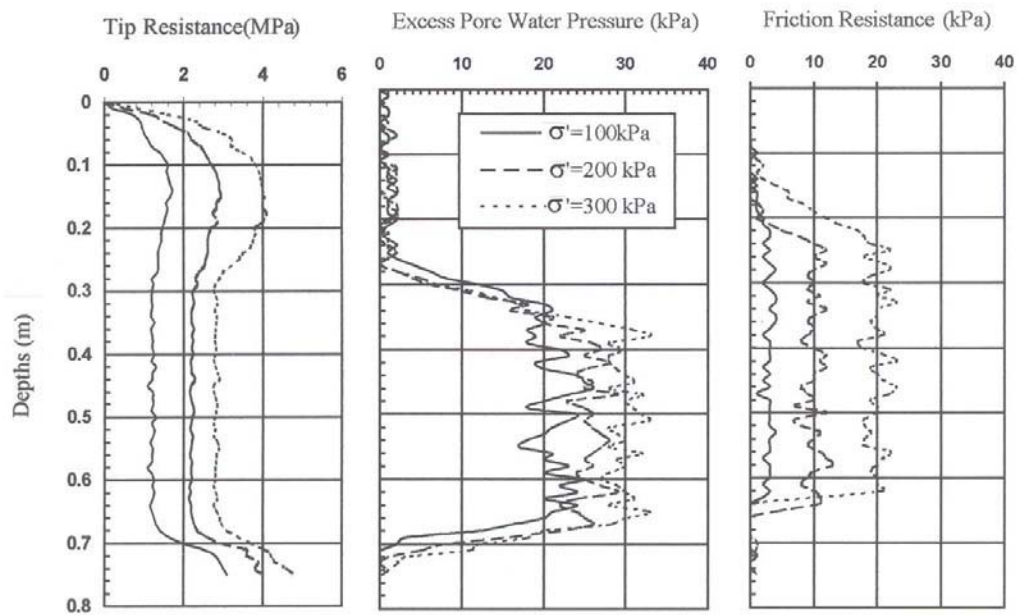 Tip Resistance(MPa)
0 2 4 6
Excess Pore Water Pressure (kPa)
0 10 20 30 40
Friction Resistance (kPa)
0 10 20 30 40
Depths (m)
0
0.1
0.2
0.3
0.4
0.5
0.6
0.7
0.8
σ'=100kPa
σ'=200 kPa
σ'=300 kPa